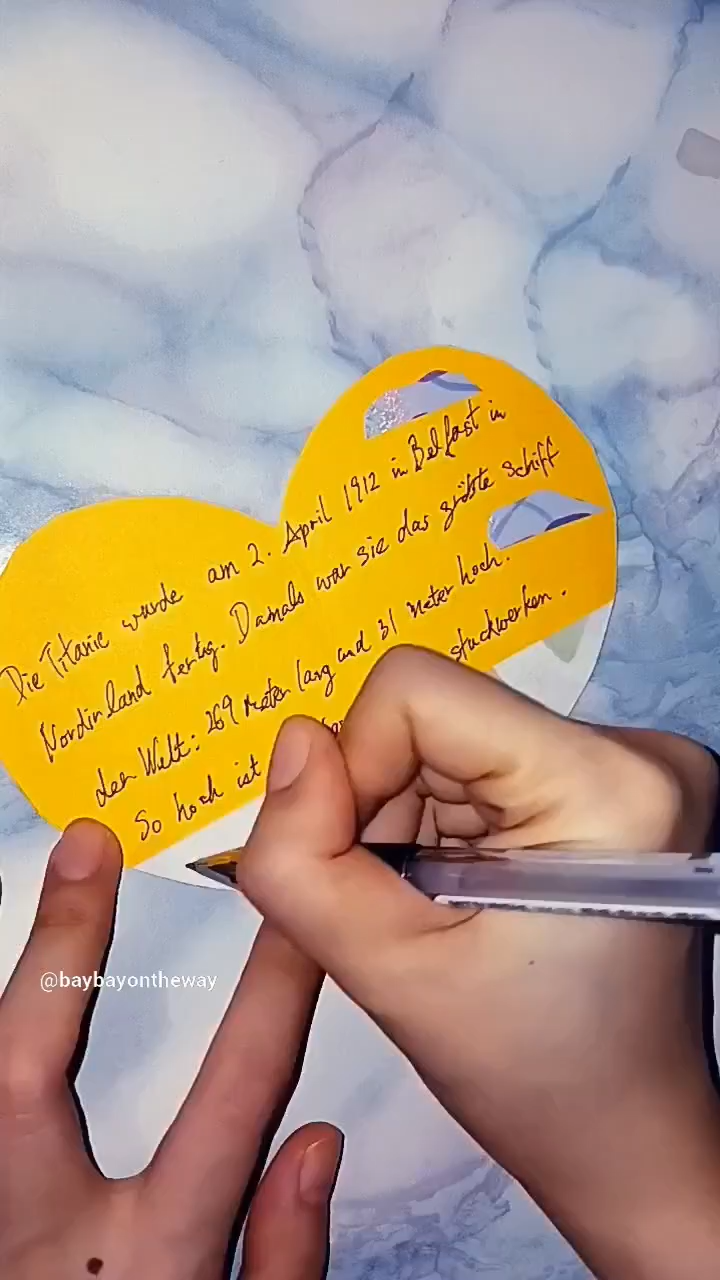 Die Titanic wurde am 2. April 1912 in Belfast in
Nordirland fertig. Damals war sie das größte Schiff
der Welt: 269 Meter lang und 31 Meter hoch.
So hoch ist stockwerken.
@baybayontheway